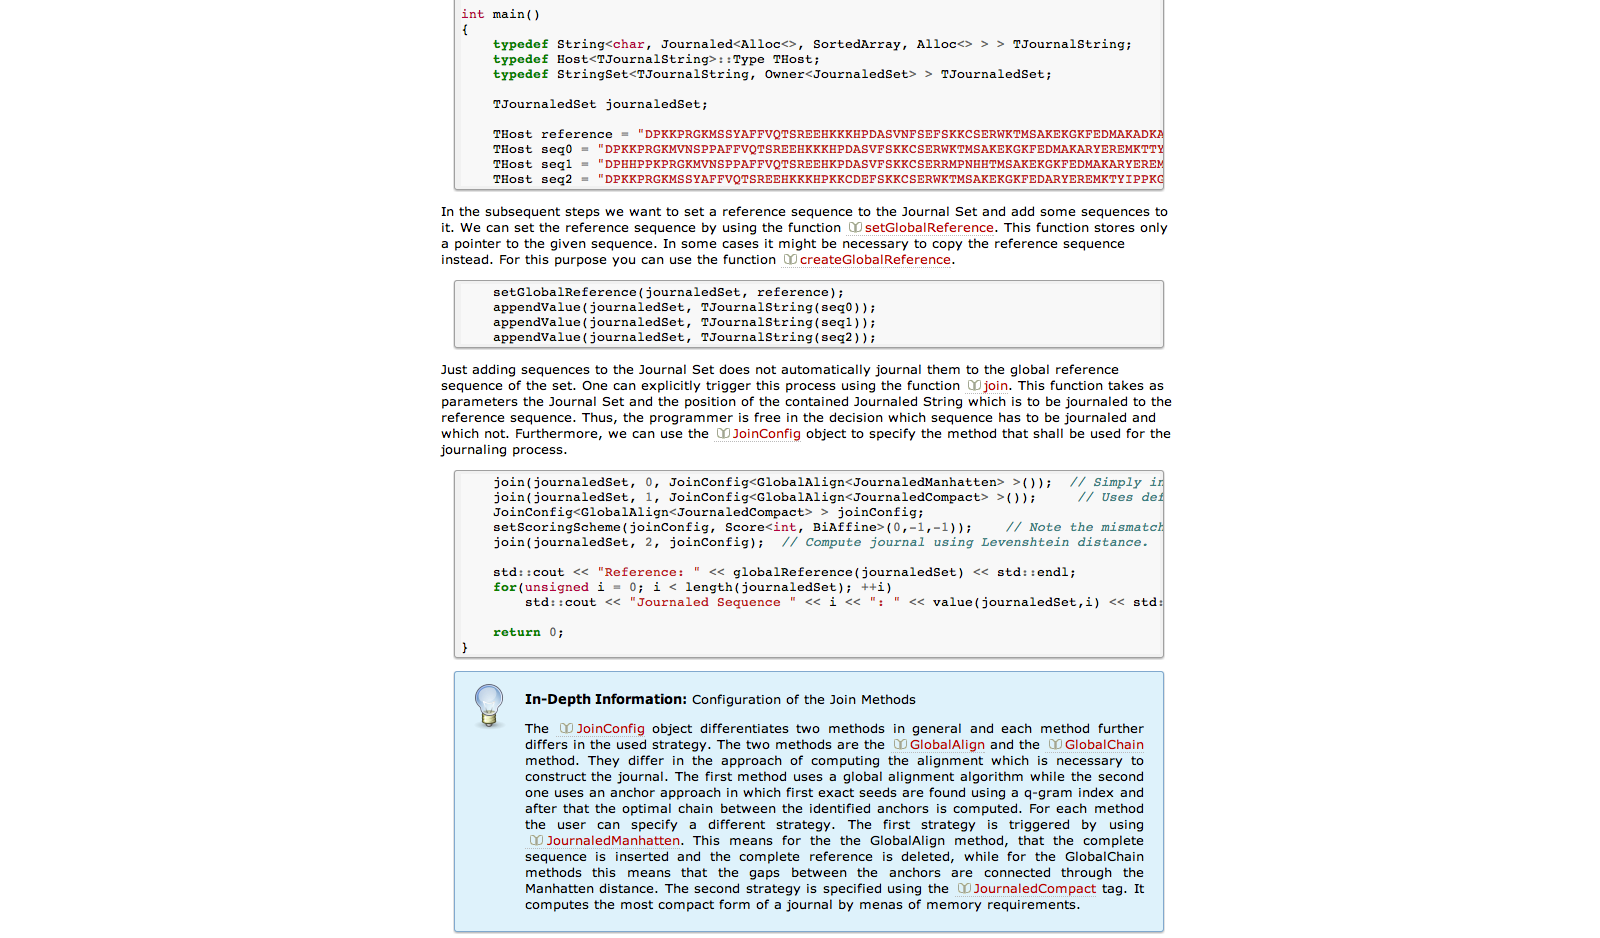 int main()
{
typedef String<char, Journaled<Alloc<>, SortedArray, Alloc<> > > TJournalString;
typedef Host<TJournalString>::Type THost;
typedef StringSet<TJournalString, Owner<JournaledSet> > TJournaledSet;
TJournaledSet journaledSet;
THost reference = "DPKKPRGKMSSYAFFVQTSREEHKKKHPDASVNFSEFSKKCSERWKTMSAKEKGKFEDMAKADKA
THost seq0 = "DPKKPRGKMVNSPPAFFVQTSREEHKKKHPDASVFSKKCSERWKTMSAKEKGKFEDMAKARYEREMKTTY
THost seq1 = "DPHHPPKPRGKMVNSPPAFFVQTSREEHKPDASVFSKKCSERRMPNHHTMSAKEKGKFEDMAKARYEREM
THost seq2 = "DPKKPRGKMSSYAFFVQTSREEHKKKHPKKCDEFSKKCSERWKTMSAKEKGKFEDARYEREMKTYIPPKG
In the subsequent steps we want to set a reference sequence to the Journal Set and add some sequences to
it. We can set the reference sequence by using the function setGlobalReference. This function stores only
a pointer to the given sequence. In some cases it might be necessary to copy the reference sequence
instead. For this purpose you can use the function createGlobalReference.
setGlobalReference(journaledSet, reference);
appendValue(journaledSet, TJournalString(seq0));
appendValue(journaledSet, TJournalString(seq1));
appendValue(journaledSet, TJournalString(seq2));
Just adding sequences to the Journal Set does not automatically journal them to the global reference
sequence of the set. One can explicitly trigger this process using the function join. This function takes as
parameters the Journal Set and the position of the contained Journaled String which is to be journaled to the
reference sequence. Thus, the programmer is free in the decision which sequence has to be journaled and
which not. Furthermore, we can use the JoinConfig object to specify the method that shall be used for the
journaling process.
join(journaledSet, 0, JoinConfig<GlobalAlign<JournaledManhatten> >()); // Simply in
join(journaledSet, 1, JoinConfig<GlobalAlign<JournaledCompact> >()); // Uses def
JoinConfig<GlobalAlign<JournaledCompact> > joinConfig;
setScoringScheme(joinConfig, Score<int, BiAffine>(0,-1,-1)); // Note the mismatch
join(journaledSet, 2, joinConfig); // Compute journal using Levenshtein distance.
std::cout << "Reference: " << globalReference(journaledSet) << std::endl;
for(unsigned i = 0; i < length(journaledSet); ++i)
std::cout << "Journaled Sequence " << i << ": " << value(journaledSet,i) << std:
return 0;
}
In-Depth Information: Configuration of the Join Methods
The JoinConfig object differentiates two methods in general and each method further
differs in the used strategy. The two methods are the GlobalAlign and the GlobalChain
method. They differ in the approach of computing the alignment which is necessary to
construct the journal. The first method uses a global alignment algorithm while the second
one uses an anchor approach in which first exact seeds are found using a q-gram index and
after that the optimal chain between the identified anchors is computed. For each method
the user can specify a different strategy. The first strategy is triggered by using
JournaledManhatten. This means for the the GlobalAlign method, that the complete
sequence is inserted and the complete reference is deleted, while for the GlobalChain
methods this means that the gaps between the anchors are connected through the
Manhatten distance. The second strategy is specified using the JournaledCompact tag. It
computes the most compact form of a journal by menas of memory requirements.